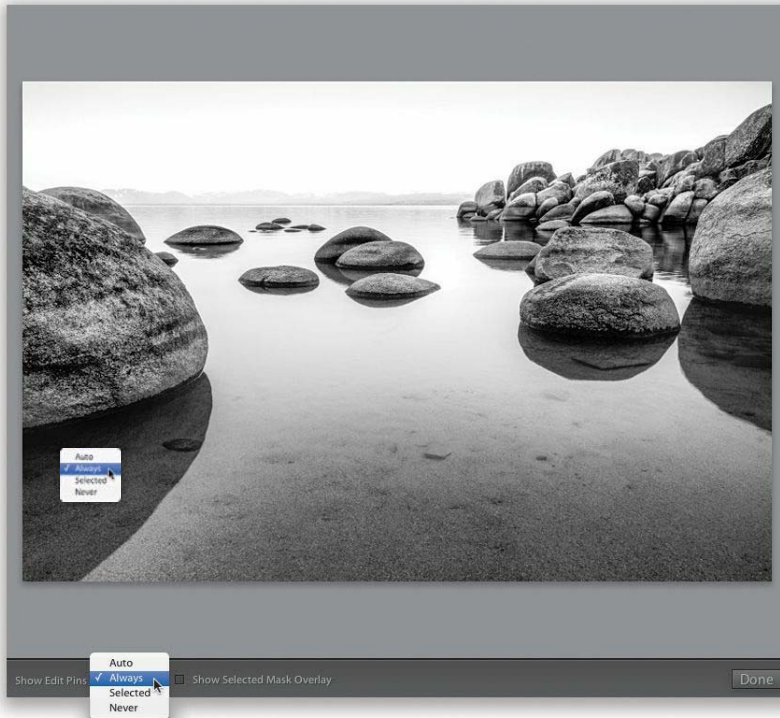 Auto
✓ Always
Selected
Never
Auto
Show Edit Pins ✓ Always Show Selected Mask Overlay Done
Selected
Never